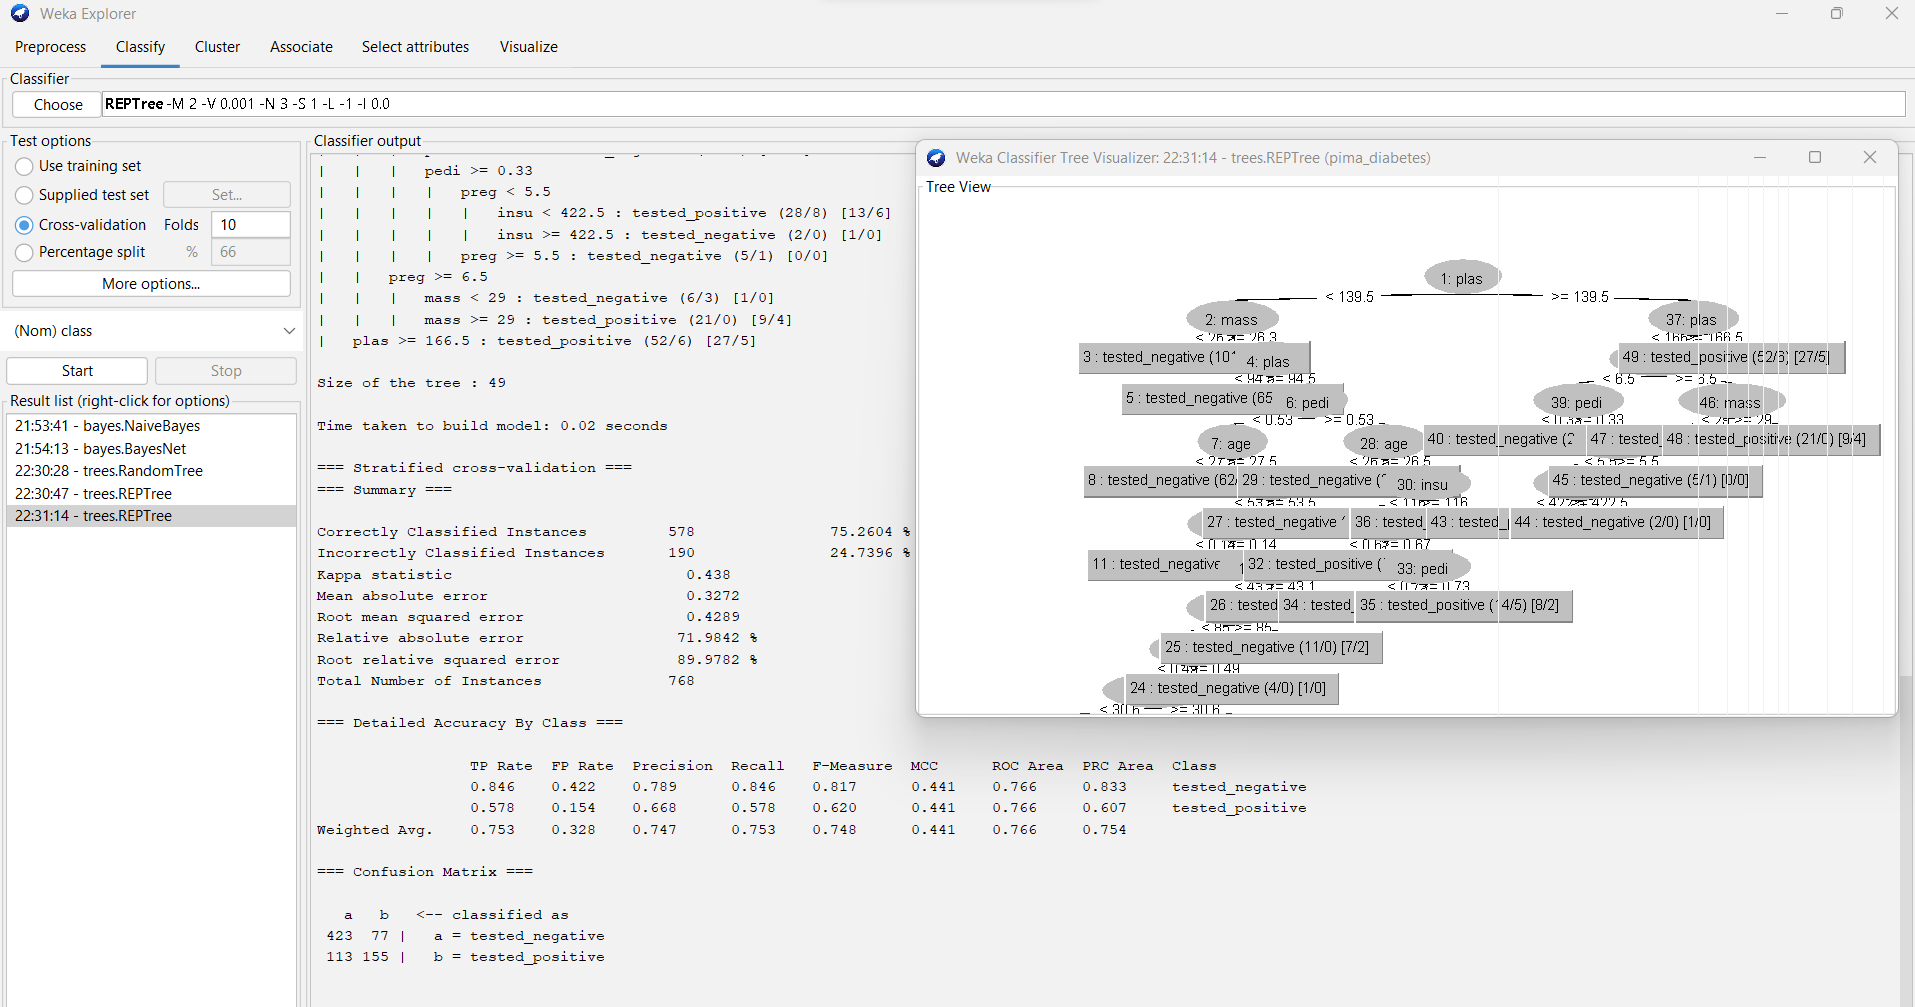 Weka Explorer
Preprocess Classify Cluster Associate Select attributes Visualize
Classifier
Choose REPTree -M 2 -V 0.001 -N 3 -S 1 -L -1 -I 0.0
Test options
Use training set
Supplied test set Set...
Cross-validation Folds 10
Percentage split % 66
More options...
(Nom) class
Start Stop
Result list (right-click for options)
21:53:41 - bayes.NaiveBayes
21:54:13 - bayes.BayesNet
22:30:28 - trees.RandomTree
22:30:47 - trees.REPTree
22:31:14 - trees.REPTree
Classifier output
| | | pedi >= 0.33
| | | | preg < 5.5
| | | | | insu < 422.5 : tested_positive (28/8) [13/6]
| | | | | insu >= 422.5 : tested_negative (2/0) [1/0]
| | | | preg >= 5.5 : tested_negative (5/1) [0/0]
| | preg >= 6.5
| | | mass < 29 : tested_negative (6/3) [1/0]
| | | mass >= 29 : tested_positive (21/0) [9/4]
| plas >= 166.5 : tested_positive (52/6) [27/5]
Size of the tree : 49
Time taken to build model: 0.02 seconds
=== Stratified cross-validation ===
=== Summary ===
Correctly Classified Instances 578 75.2604 %
Incorrectly Classified Instances 190 24.7396 %
Kappa statistic 0.438
Mean absolute error 0.3272
Root mean squared error 0.4289
Relative absolute error 71.9842 %
Root relative squared error 89.9782 %
Total Number of Instances 768
=== Detailed Accuracy By Class ===
TP Rate FP Rate Precision Recall F-Measure MCC ROC Area PRC Area Class
0.846 0.422 0.789 0.846 0.817 0.441 0.766 0.833 tested_negative
0.578 0.154 0.668 0.578 0.620 0.441 0.766 0.607 tested_positive
Weighted Avg. 0.753 0.328 0.747 0.753 0.748 0.441 0.766 0.754
=== Confusion Matrix ===
a b <-- classified as
423 77 | a = tested_negative
113 155 | b = tested_positive
Weka Classifier Tree Visualizer: 22:31:14 - trees.REPTree (pima_diabetes)
Tree View
1: plas
< 139.5 >= 139.5
2: mass 37: plas
3 : tested_negative (10 4: plas 49 : tested_positive (52/6) [27/5]
>= 94.5 < 6.5
5 : tested_negative (65 6: pedi 39: pedi 46: mass
< 0.53 >= 0.53
7: age 28: age 40 : tested_negative (2 47 : tested_ 48 : tested_positive (21/0) [9/4]
8 : tested_negative (62/ 29 : tested_negative ( 30: insu 45 : tested_negative (5/1) [0/0]
27 : tested_negative 36 : tested_ 43 : tested_ 44 : tested_negative (2/0) [1/0]
11 : tested_negative 32 : tested_positive ( 33: pedi
26 : tested 34 : tested_ 35 : tested_positive (14/5) [8/2]
25 : tested_negative (11/0) [7/2]
24 : tested_negative (4/0) [1/0]
< 30.6 >= 30.6